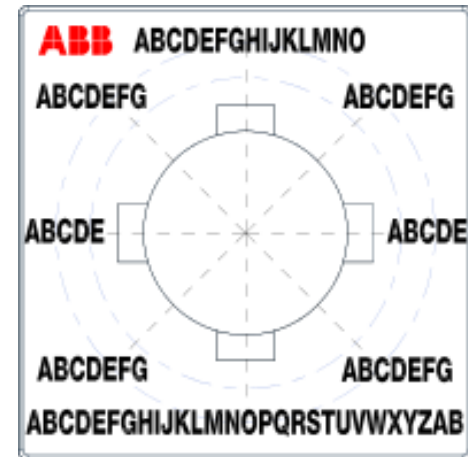 ABB ABCDEFGHIJKLMNO
ABCDEFG ABCDEFG
ABCDE ABCDE
ABCDEFG ABCDEFG
ABCDEFGHIJKLMNOPQRSTUVWXYZAB